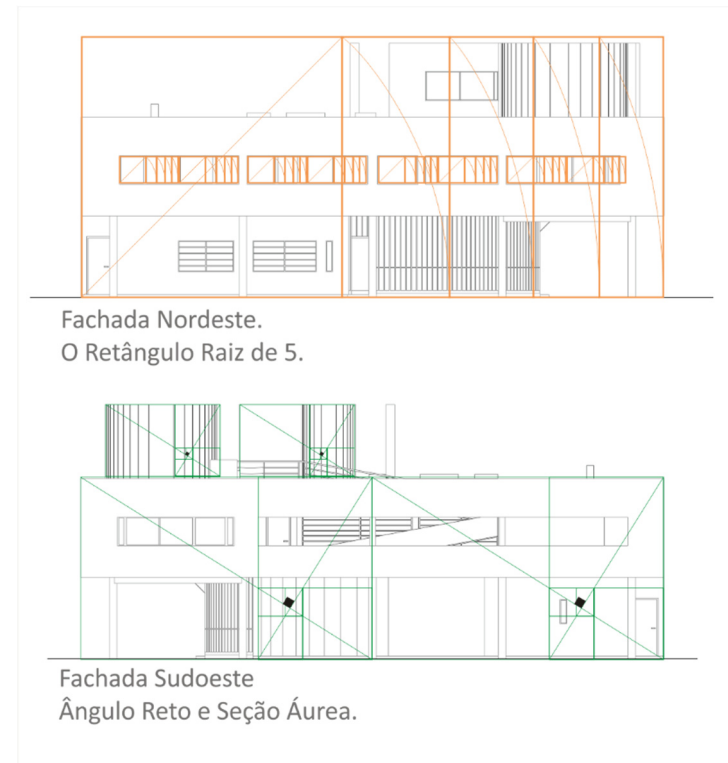 Fachada Nordeste.
O Retângulo Raiz de 5.
Fachada Sudoeste
Ângulo Reto e Seção Áurea.